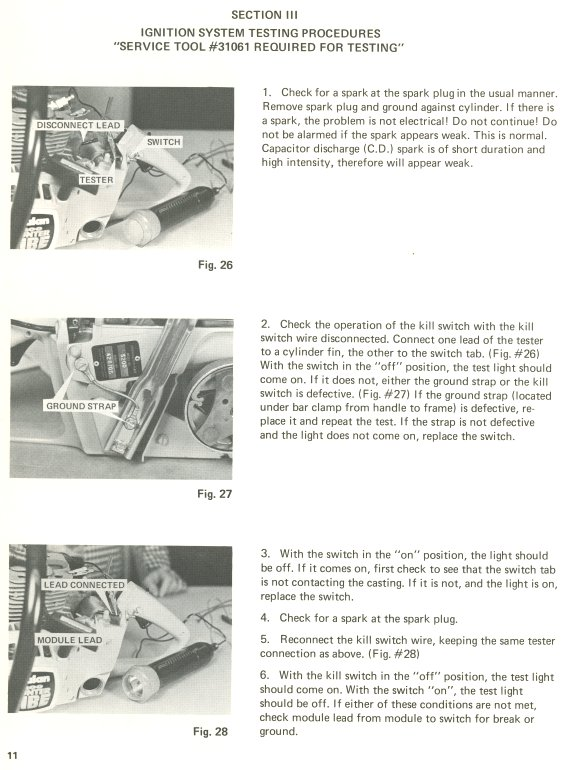 SECTION III
IGNITION SYSTEM TESTING PROCEDURES
"SERVICE TOOL #31061 REQUIRED FOR TESTING"
DISCONNECT LEAD
SWITCH
TESTER
Fig. 26
1. Check for a spark at the spark plug in the usual manner.
Remove spark plug and ground against cylinder. If there is
a spark, the problem is not electrical! Do not continue! Do
not be alarmed if the spark appears weak. This is normal.
Capacitor discharge (C.D.) spark is of short duration and
high intensity, therefore will appear weak.
GROUND STRAP
Fig. 27
2. Check the operation of the kill switch with the kill
switch wire disconnected. Connect one lead of the tester
to a cylinder fin, the other to the switch tab. (Fig. #26)
With the switch in the "off" position, the test light should
come on. If it does not, either the ground strap or the kill
switch is defective. (Fig. #27) If the ground strap (located
under bar clamp from handle to frame) is defective, re-
place it and repeat the test. If the strap is not defective
and the light does not come on, replace the switch.
LEAD CONNECTED
MODULE LEAD
Fig. 28
3. With the switch in the "on" position, the light should
be off. If it comes on, first check to see that the switch tab
is not contacting the casting. If it is not, and the light is on,
replace the switch.
4. Check for a spark at the spark plug.
5. Reconnect the kill switch wire, keeping the same tester
connection as above. (Fig. #28)
6. With the kill switch in the "off" position, the test light
should come on. With the switch "on", the test light
should be off. If either of these conditions are not met,
check module lead from module to switch for break or
ground.
11